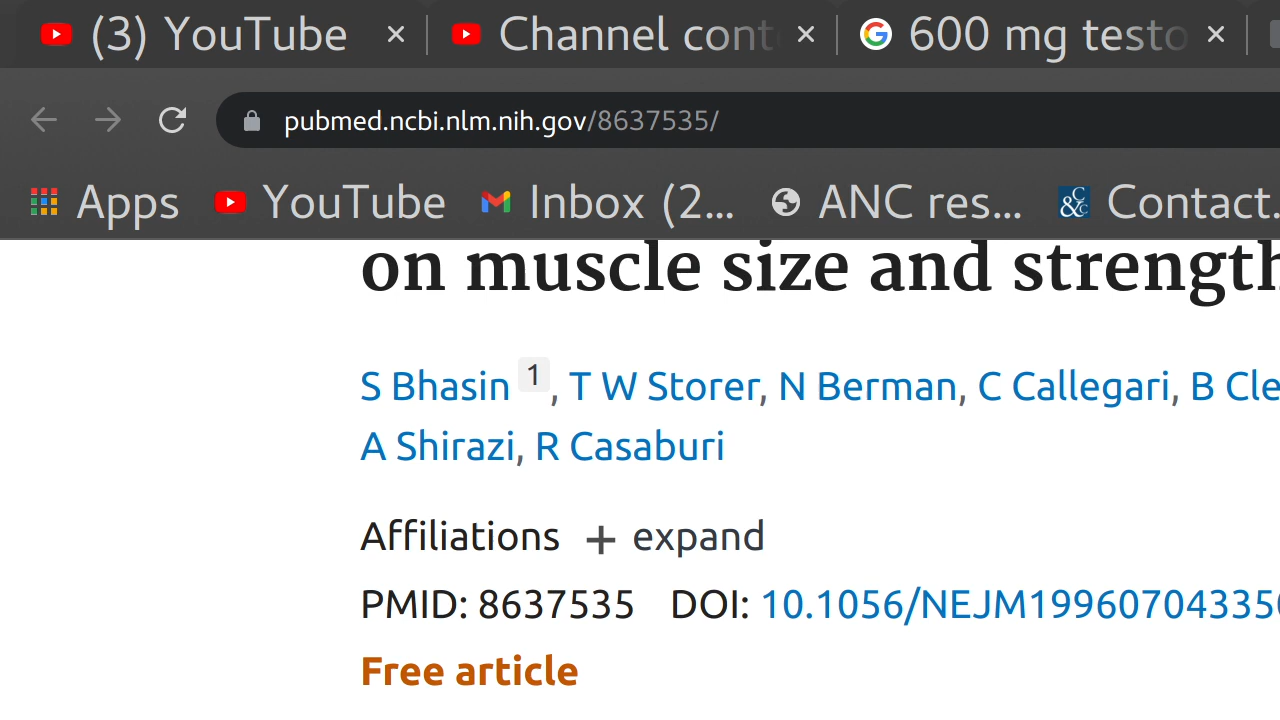 (3) YouTube
Channel cont
600 mg testo
pubmed.ncbi.nlm.nih.gov/8637535/
Apps YouTube Inbox (2... ANC res... Contact.
on muscle size and strength
S Bhasin 1, T W Storer, N Berman, C Callegari, B Cle
A Shirazi, R Casaburi
Affiliations + expand
PMID: 8637535 DOI: 10.1056/NEJM199607043350
Free article